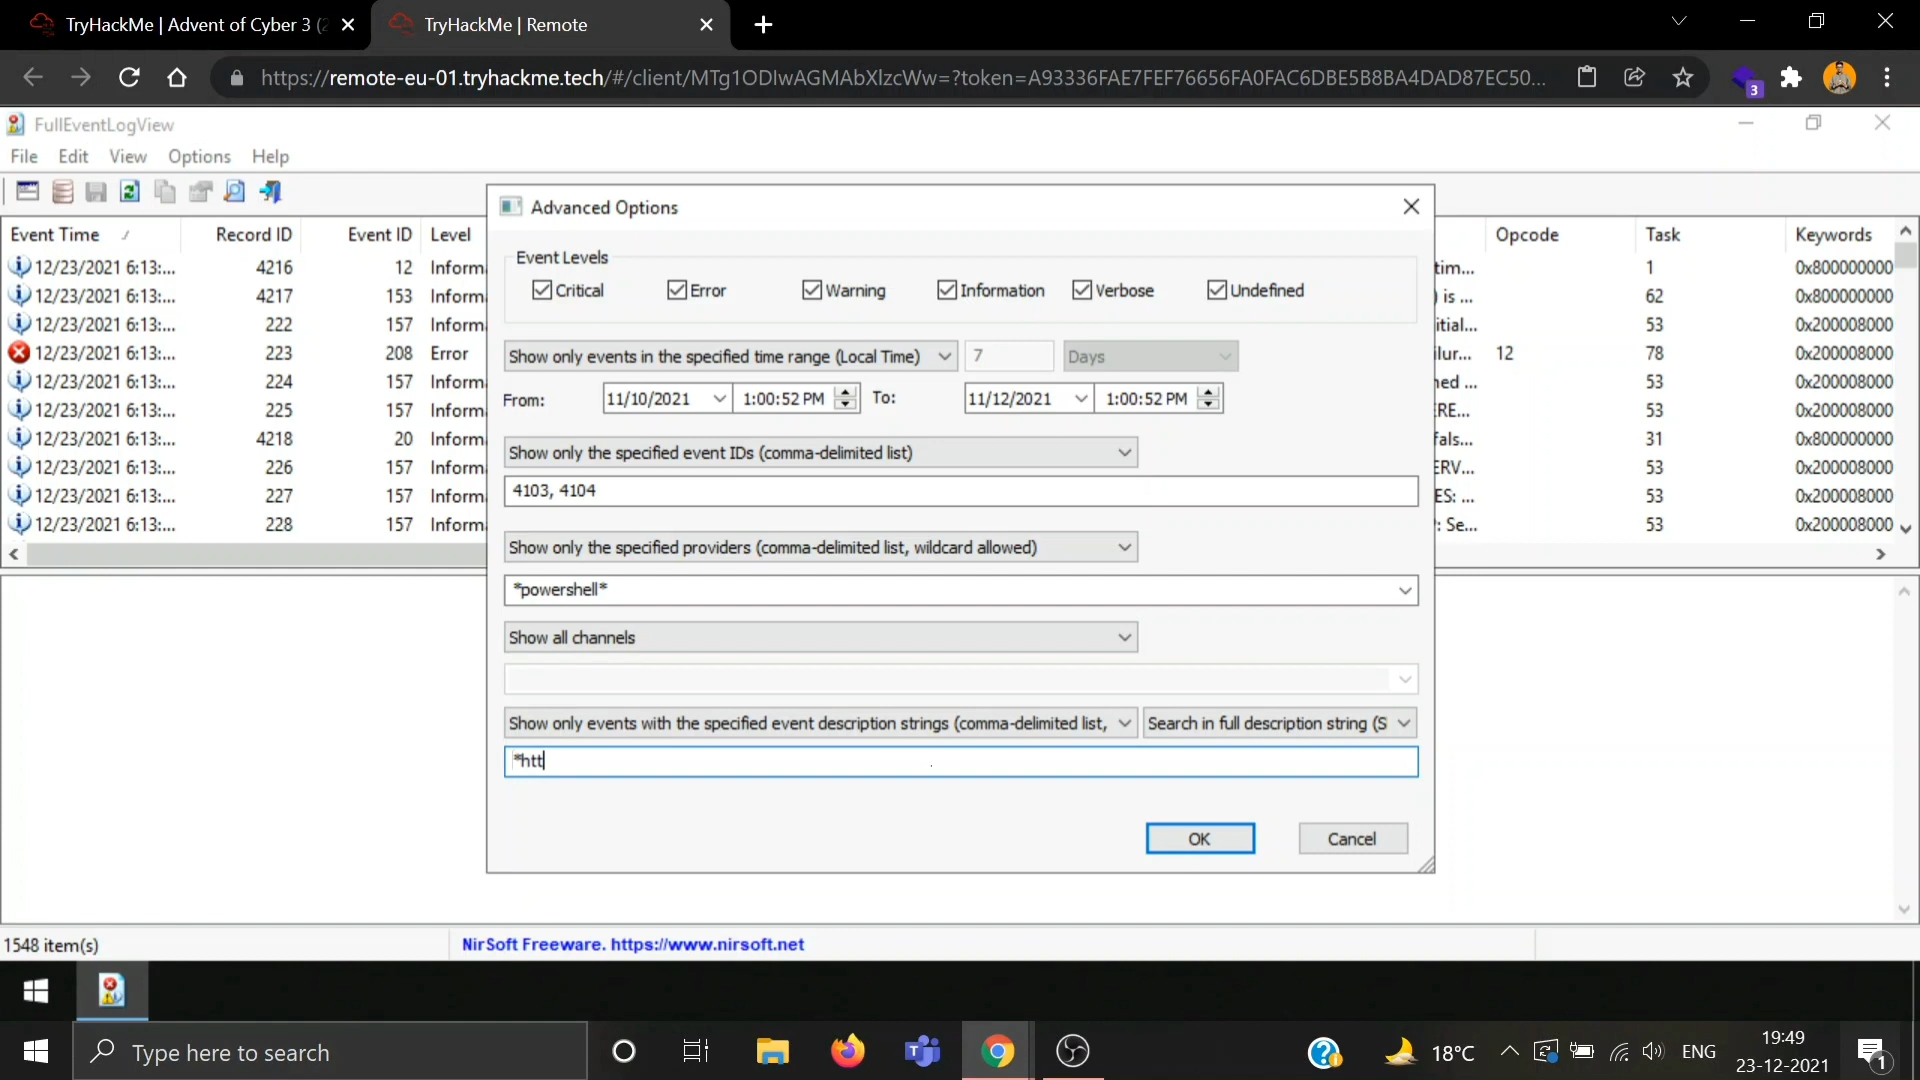 TryHackMe | Advent of Cyber 3 (2
TryHackMe | Remote
https://remote-eu-01.tryhackme.tech/#/client/MTg1ODIwAGMAbXlzcWw=?token=A93336FAE7FEF76656FA0FAC6DBE5B8BA4DAD87EC50...
3
FullEventLogView
File Edit View Options Help
Event Time Record ID Event ID Level Opcode Task Keywords
12/23/2021 6:13:... 4216 12 Inform tim... 1 0x800000000
12/23/2021 6:13:... 4217 153 Inform ) is ... 62 0x800000000
12/23/2021 6:13:... 222 157 Inform itial... 53 0x200008000
12/23/2021 6:13:... 223 208 Error ilur... 12 78 0x200008000
12/23/2021 6:13:... 224 157 Inform ned ... 53 0x200008000
12/23/2021 6:13:... 225 157 Inform ERE... 53 0x200008000
12/23/2021 6:13:... 4218 20 Inform fals... 31 0x800000000
12/23/2021 6:13:... 226 157 Inform ERV... 53 0x200008000
12/23/2021 6:13:... 227 157 Inform ES: ... 53 0x200008000
12/23/2021 6:13:... 228 157 Inform : Se... 53 0x200008000
Advanced Options
Event Levels
Critical Error Warning Information Verbose Undefined
Show only events in the specified time range (Local Time) 7 Days
From: 11/10/2021 1:00:52 PM To: 11/12/2021 1:00:52 PM
Show only the specified event IDs (comma-delimited list)
4103, 4104
Show only the specified providers (comma-delimited list, wildcard allowed)
*powershell*
Show all channels
Show only events with the specified event description strings (comma-delimited list, Search in full description string (S
*htt
OK Cancel
1548 item(s) NirSoft Freeware. https://www.nirsoft.net
Type here to search
18°C ENG 19:49
23-12-2021
1